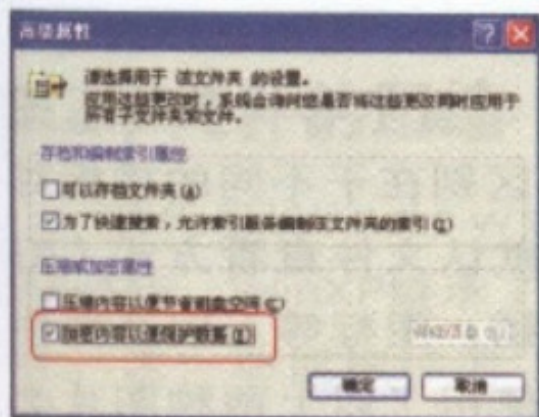 高级属性
请选择用于 该文件夹 的设置。
应用这些更改时，系统会询问您是否将这些更改同时应用于
所有子文件夹和文件。
存档和编制索引属性
可以存档文件夹(A)
为了快速搜索，允许索引服务编制该文件夹的索引(I)
压缩或加密属性
压缩内容以便节省磁盘空间(C)
加密内容以便保护数据(E)
详细信息(D)
确定
取消